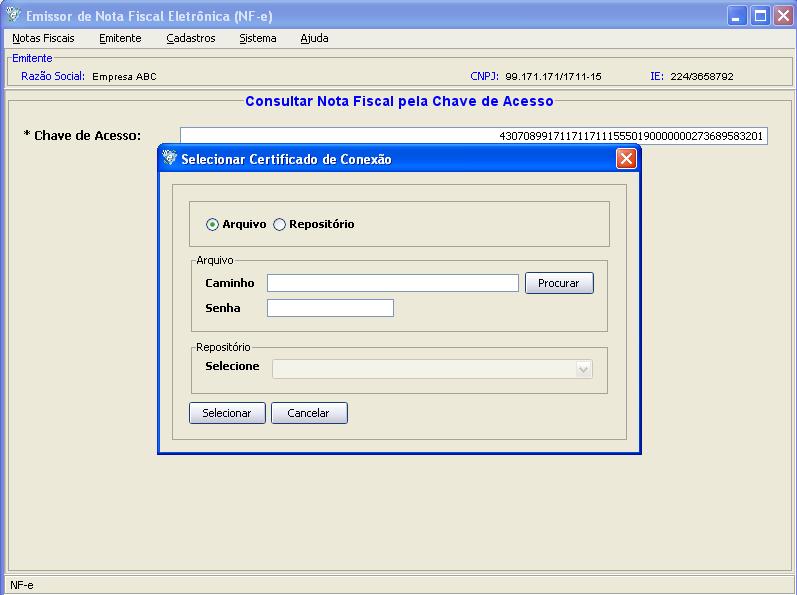 Emissor de Nota Fiscal Eletrônica (NF-e)
Notas Fiscais Emitente Cadastros Sistema Ajuda
Emitente
Razão Social: Empresa ABC CNPJ: 99.171.171/1711-15 IE: 224/3658792
Consultar Nota Fiscal pela Chave de Acesso
* Chave de Acesso: 43070899171171171115550190000000273689583201
Selecionar Certificado de Conexão
Arquivo Repositório
Arquivo
Caminho Procurar
Senha
Repositório
Selecione
Selecionar Cancelar
NF-e